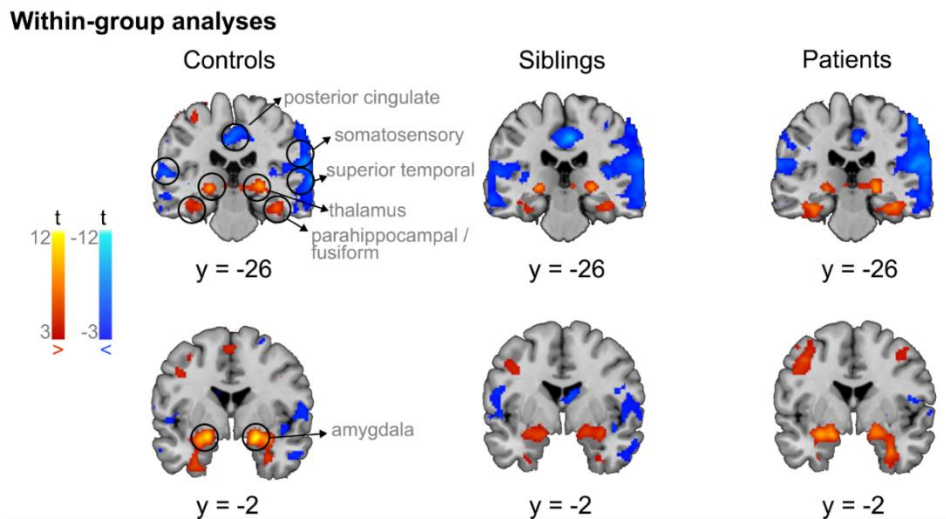 Within-group analyses
Controls
Siblings
Patients
posterior cingulate
somatosensory
superior temporal
thalamus
parahippocampal /
fusiform
t t
12 -12
3 -3
> <
y = -26
y = -26
y = -26
amygdala
y = -2
y = -2
y = -2